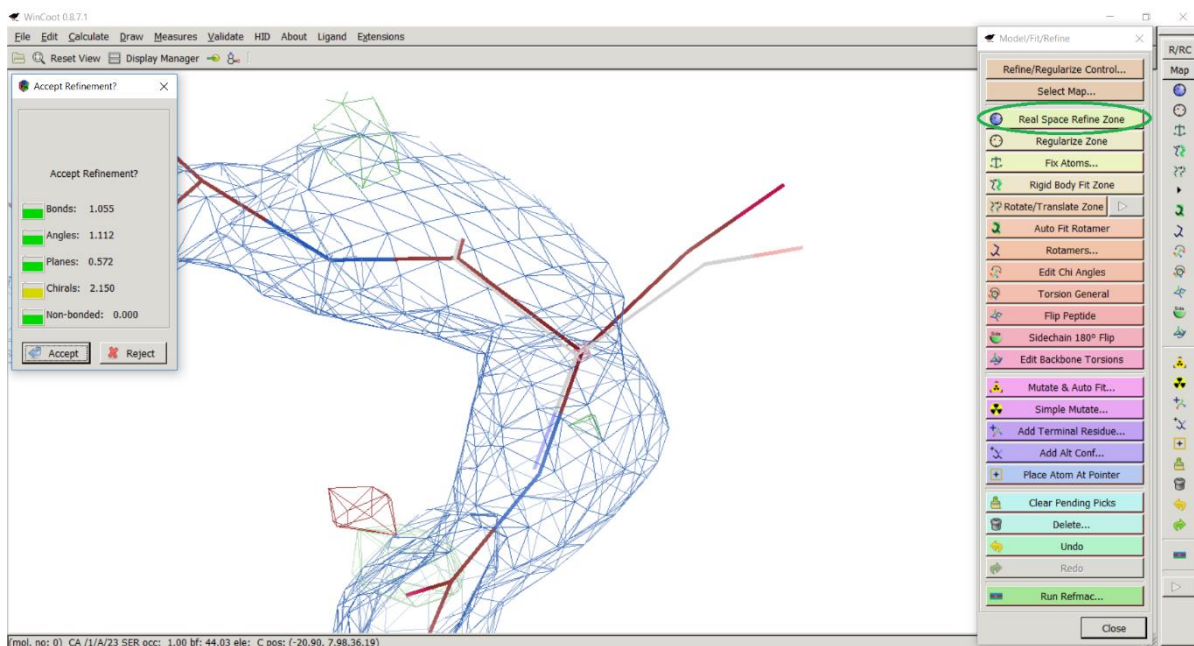 WinCoot 0.8.7.1
File Edit Calculate Draw Measures Validate HID About Ligand Extensions
Reset View Display Manager
Accept Refinement?
Accept Refinement?
Bonds: 1.055
Angles: 1.112
Planes: 0.572
Chirals: 2.150
Non-bonded: 0.000
Accept Reject
Model/Fit/Refine
Refine/Regularize Control...
Select Map...
Real Space Refine Zone
Regularize Zone
Fix Atoms...
Rigid Body Fit Zone
Rotate/Translate Zone
Auto Fit Rotamer
Rotamers...
Edit Chi Angles
Torsion General
Flip Peptide
Sidechain 180° Flip
Edit Backbone Torsions
Mutate & Auto Fit...
Simple Mutate...
Add Terminal Residue...
Add Alt Conf...
Place Atom At Pointer
Clear Pending Picks
Delete...
Undo
Redo
Run Refmac...
Close
R/RC
Map
(mol. no: 0) CA /1/A/23 SER occ: 1.00 bf: 44.03 ele: C pos: (-20.90, 7.98,36.19)